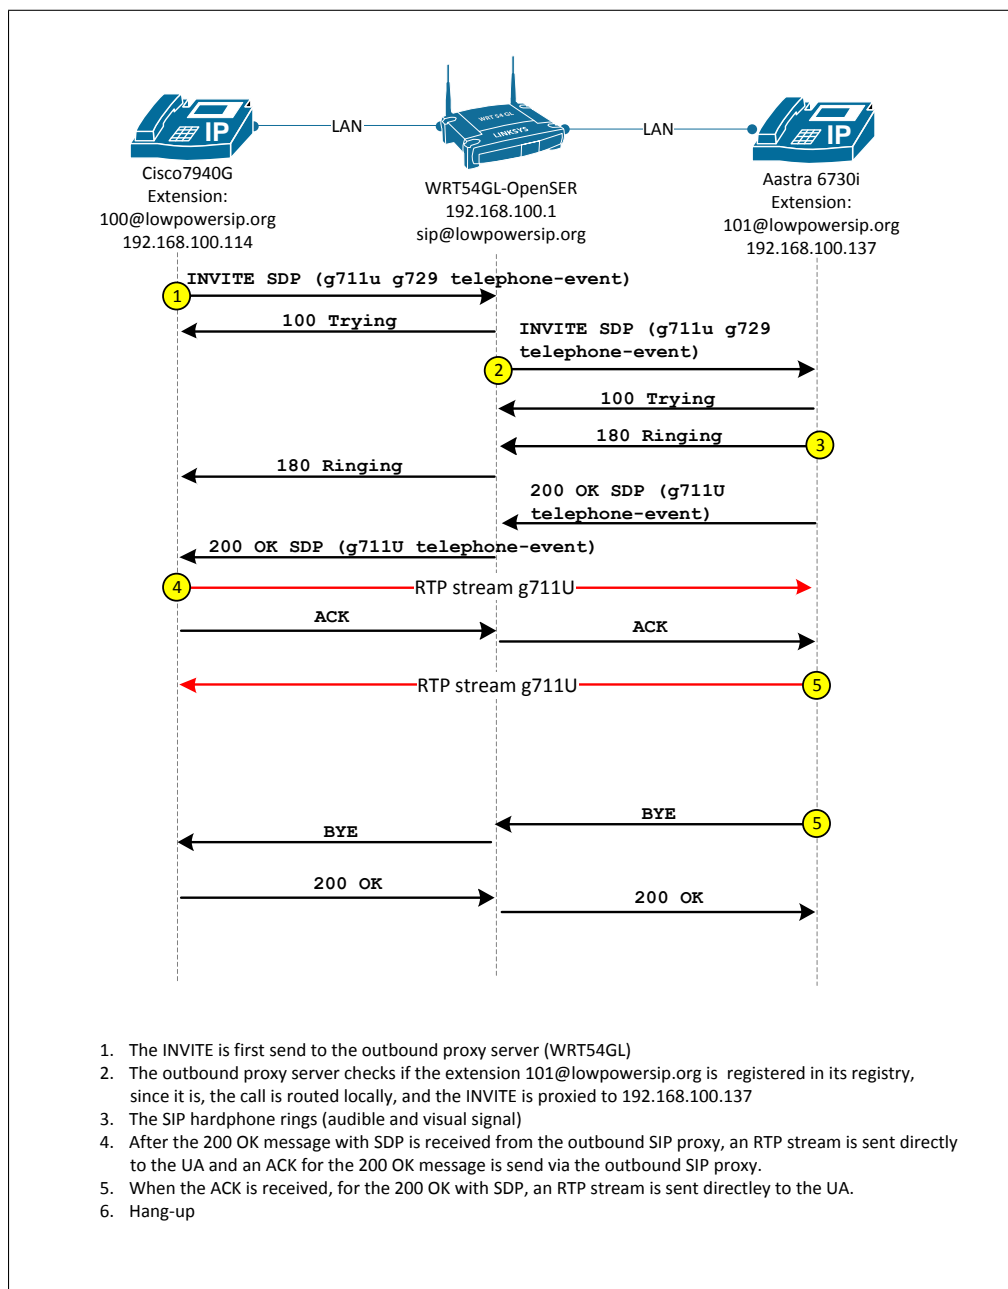 IP
LAN
WRT 54 GL
LINKSYS
LAN
IP
Cisco7940G
Extension:
100@lowpowersip.org
192.168.100.114
WRT54GL-OpenSER
192.168.100.1
sip@lowpowersip.org
Aastra 6730i
Extension:
101@lowpowersip.org
192.168.100.137
INVITE SDP (g711u g729 telephone-event)
1
100 Trying
INVITE SDP (g711u g729
telephone-event)
2
100 Trying
180 Ringing
3
180 Ringing
200 OK SDP (g711U
telephone-event)
200 OK SDP (g711U telephone-event)
4
RTP stream g711U
ACK
ACK
RTP stream g711U
5
BYE
5
BYE
200 OK
200 OK
1. The INVITE is first send to the outbound proxy server (WRT54GL)
2. The outbound proxy server checks if the extension 101@lowpowersip.org is registered in its registry,
since it is, the call is routed locally, and the INVITE is proxied to 192.168.100.137
3. The SIP hardphone rings (audible and visual signal)
4. After the 200 OK message with SDP is received from the outbound SIP proxy, an RTP stream is sent directly
to the UA and an ACK for the 200 OK message is send via the outbound SIP proxy.
5. When the ACK is received, for the 200 OK with SDP, an RTP stream is sent directley to the UA.
6. Hang-up